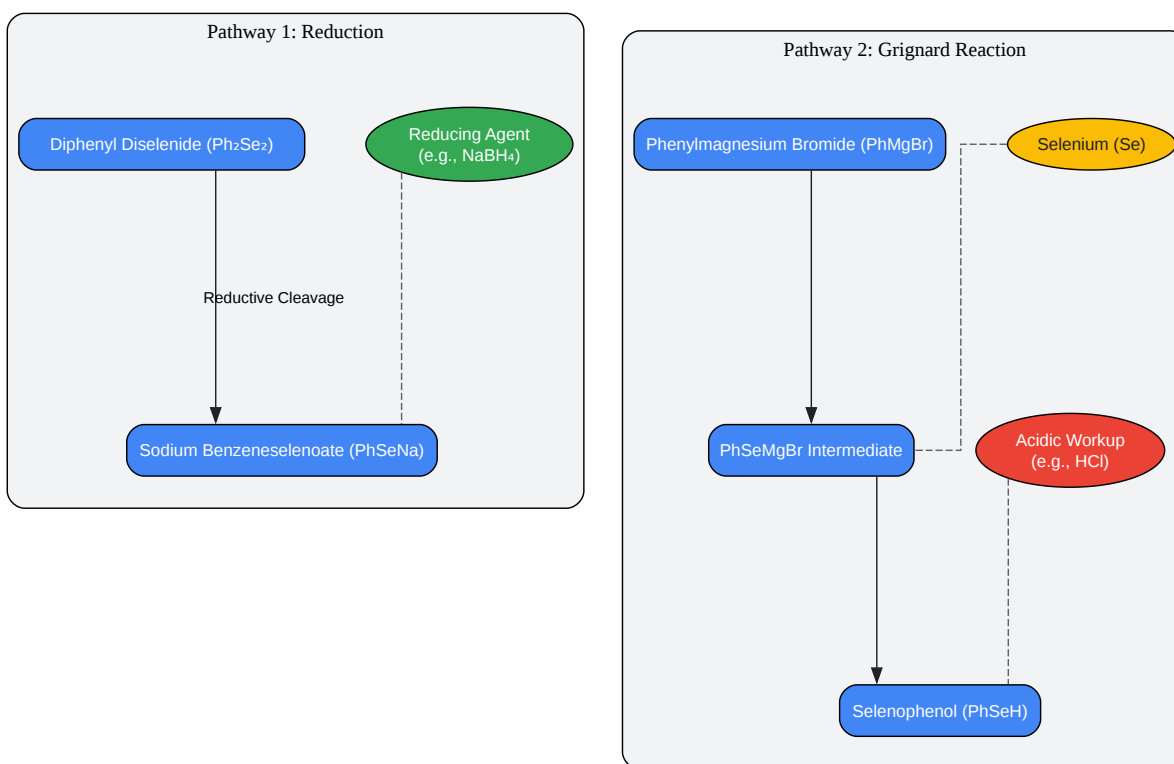 Pathway 1: Reduction
Diphenyl Diselenide (Ph₂Se₂)
Reducing Agent
(e.g., NaBH₄)
Reductive Cleavage
Sodium Benzeneselenoate (PhSeNa)
Pathway 2: Grignard Reaction
Phenylmagnesium Bromide (PhMgBr)
Selenium (Se)
PhSeMgBr Intermediate
Acidic Workup
(e.g., HCl)
Selenophenol (PhSeH)